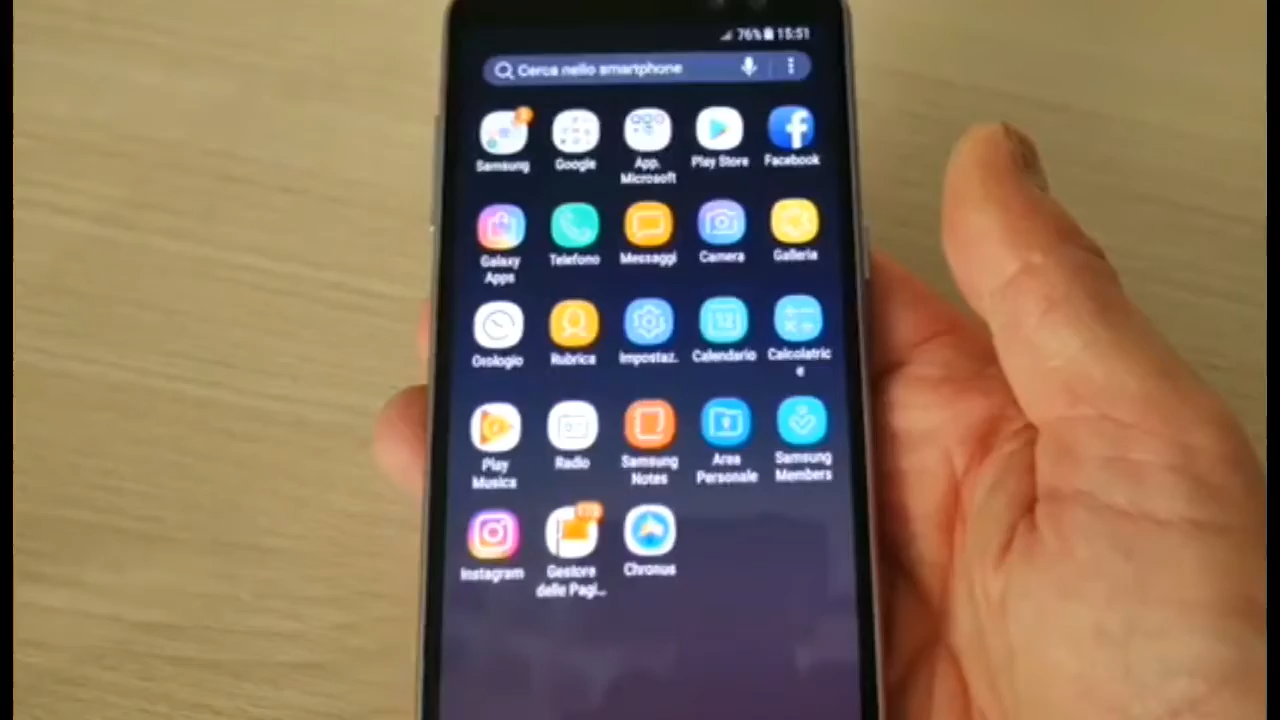 76% 15:51
Cerca nello smartphone
Samsung Google App. Microsoft Play Store Facebook
Galaxy Apps Telefono Messaggi Camera Galleria
Orologio Rubrica Impostaz. Calendario Calcolatrice
Play Musica Radio Samsung Notes Area Personale Samsung Members
Instagram Gestore delle Pagi... Chronus